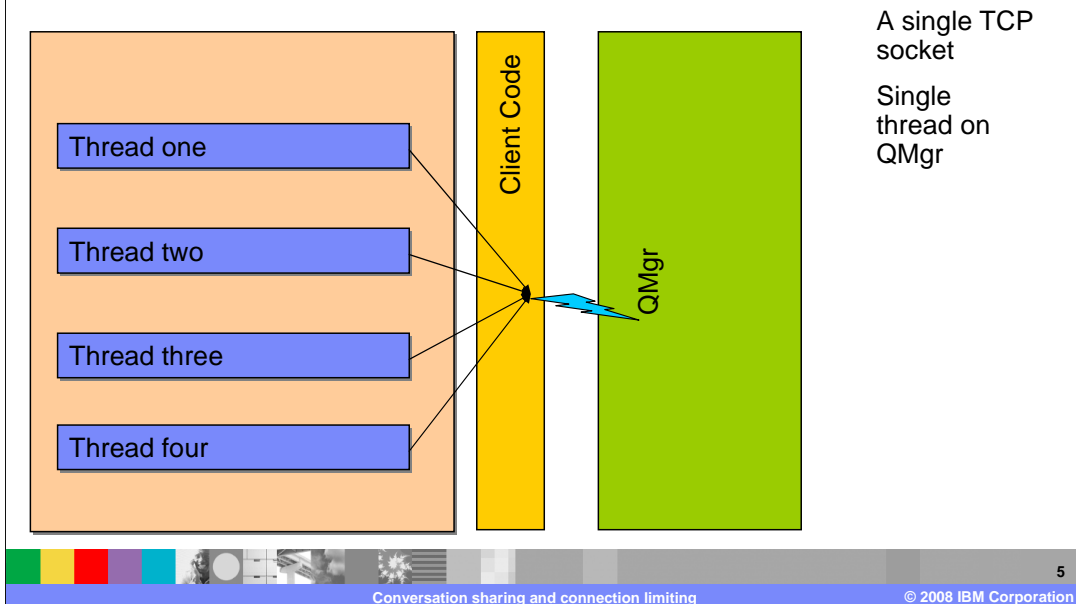 A single TCP
socket
Single
thread on
QMgr
Thread one
Thread two
Thread three
Thread four
Client Code
QMgr
5
Conversation sharing and connection limiting
© 2008 IBM Corporation